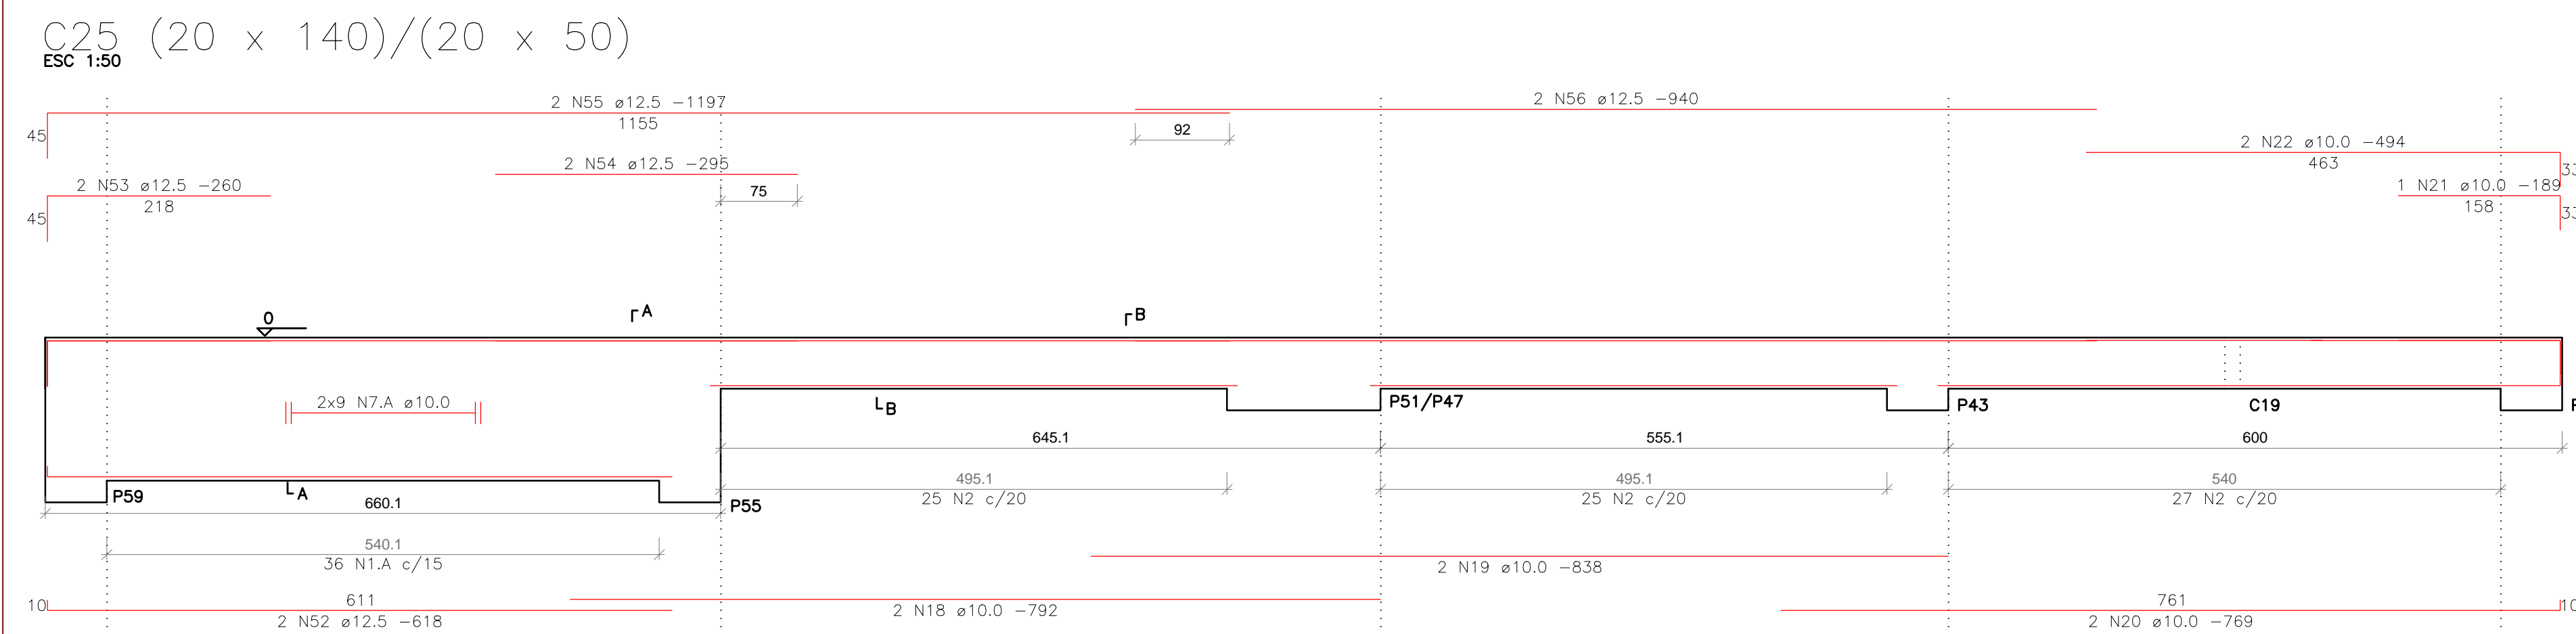 C25 (20 x 140)/(20 x 50)
ESC 1:50
2 N55 ø12.5 -1197
1155
45
2 N56 ø12.5 -940
92
2 N22 ø10.0 -494
463
2 N54 ø12.5 -295
75
2 N53 ø12.5 -260
218
45
1 N21 ø10.0 -189
158
0
A
B
2x9 N7.A ø10.0
B
P51/P47
P43
C19
A
P59
P55
645.1
555.1
600
660.1
495.1
25 N2 c/20
495.1
25 N2 c/20
540
27 N2 c/20
540.1
36 N1.A c/15
2 N19 ø10.0 -838
10
611
2 N52 ø12.5 -618
2 N18 ø10.0 -792
761
2 N20 ø10.0 -769
10